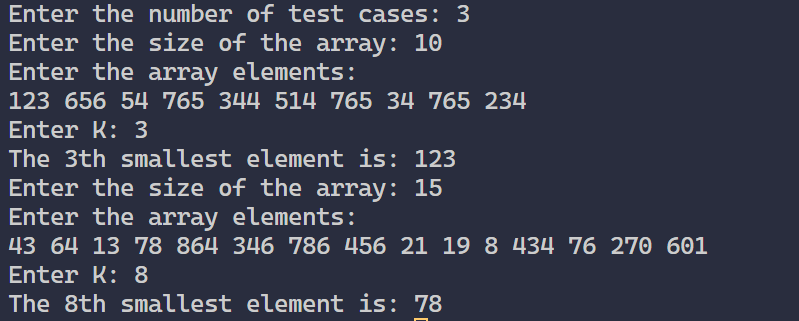 Enter the number of test cases: 3
Enter the size of the array: 10
Enter the array elements:
123 656 54 765 344 514 765 34 765 234
Enter K: 3
The 3th smallest element is: 123
Enter the size of the array: 15
Enter the array elements:
43 64 13 78 864 346 786 456 21 19 8 434 76 270 601
Enter K: 8
The 8th smallest element is: 78